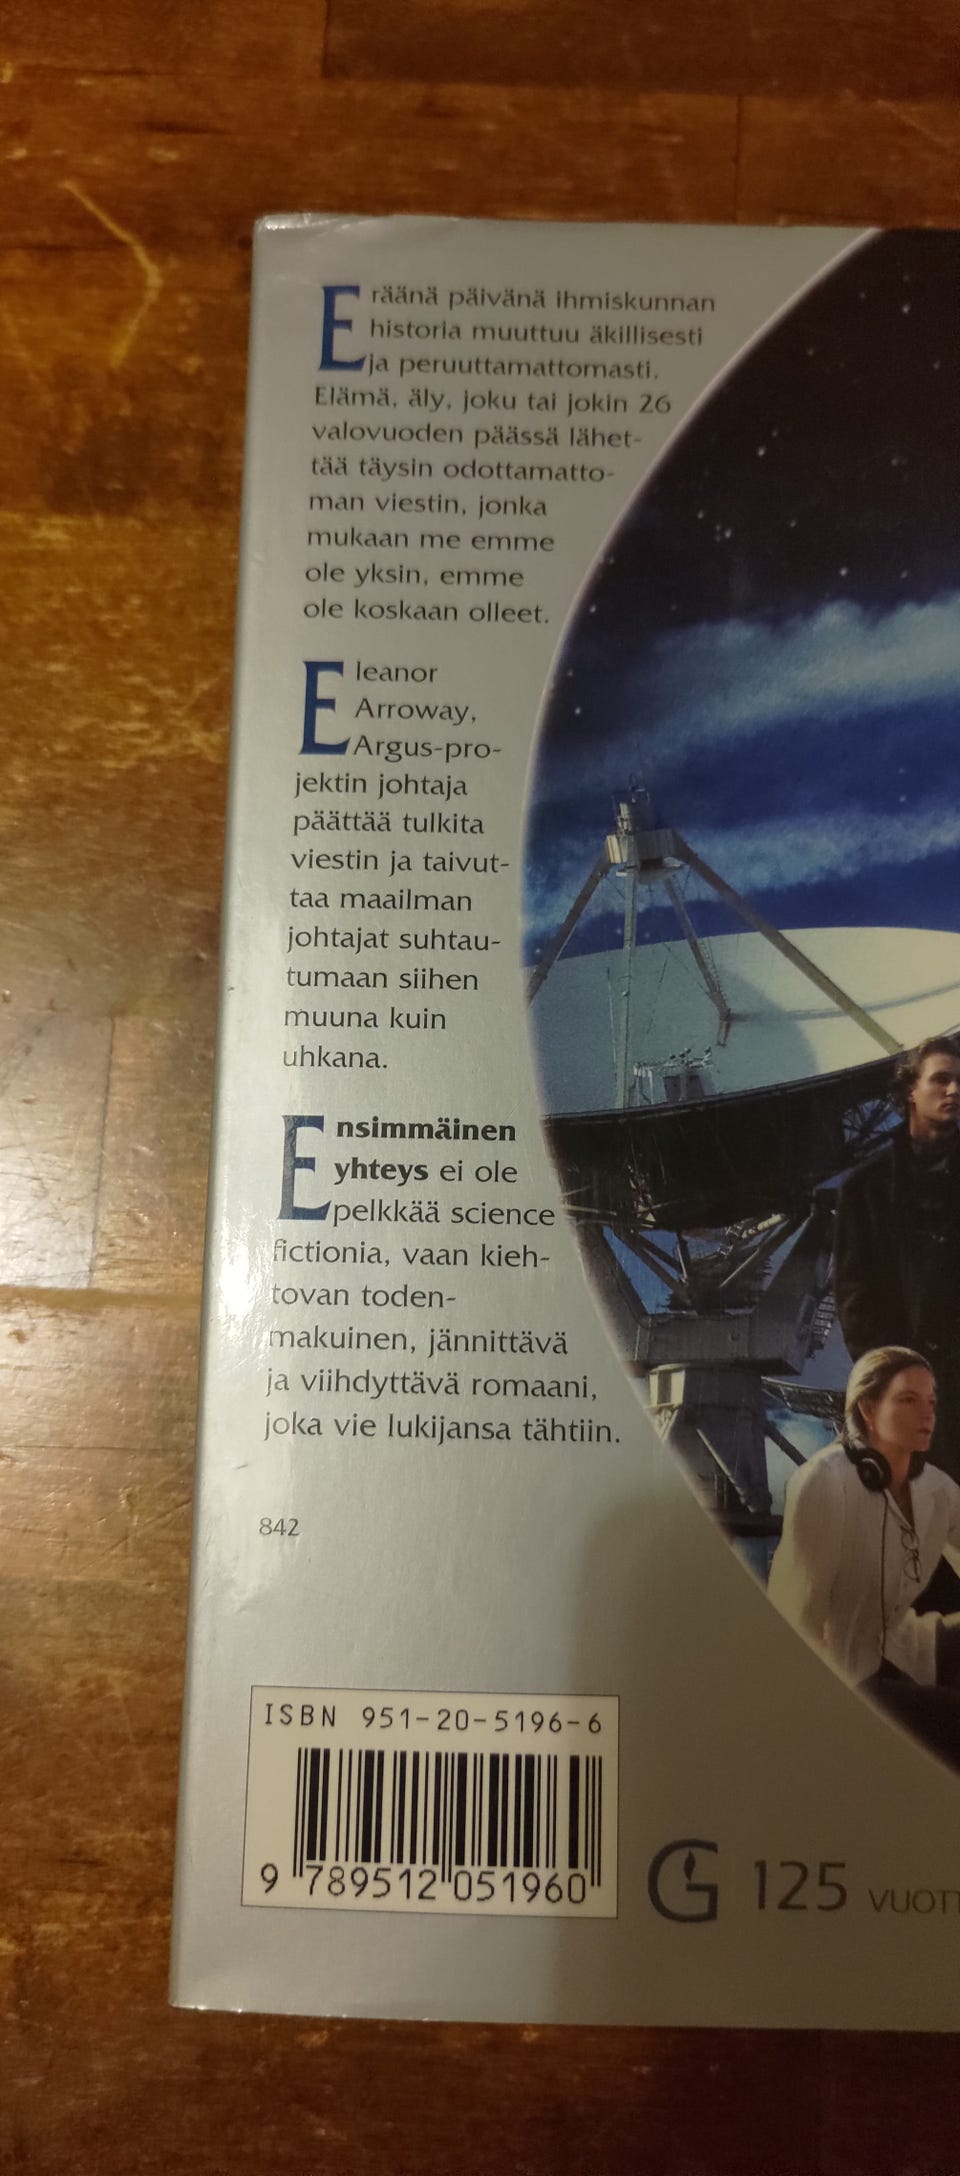 Eräänä päivänä ihmiskunnan
historia muuttuu äkillisesti
ja peruuttamattomasti.
Elämä, äly, joku tai jokin 26
valovuoden päässä lähet-
tää täysin odottamatto-
man viestin, jonka
mukaan me emme
ole yksin, emme
ole koskaan olleet.
Eleanor
Arroway,
Argus-pro-
jektin johtaja
päättää tulkita
viestin ja taivut-
taa maailman
johtajat suhtau-
tumaan siihen
muuna kuin
uhkana.
Ensimmäinen
yhteys ei ole
pelkkää science
fictionia, vaan kieh-
tovan toden-
makuinen, jännittävä
ja viihdyttävä romaani,
joka vie lukijansa tähtiin.
842
ISBN 951-20-5196-6
9 789512 051960
G 125